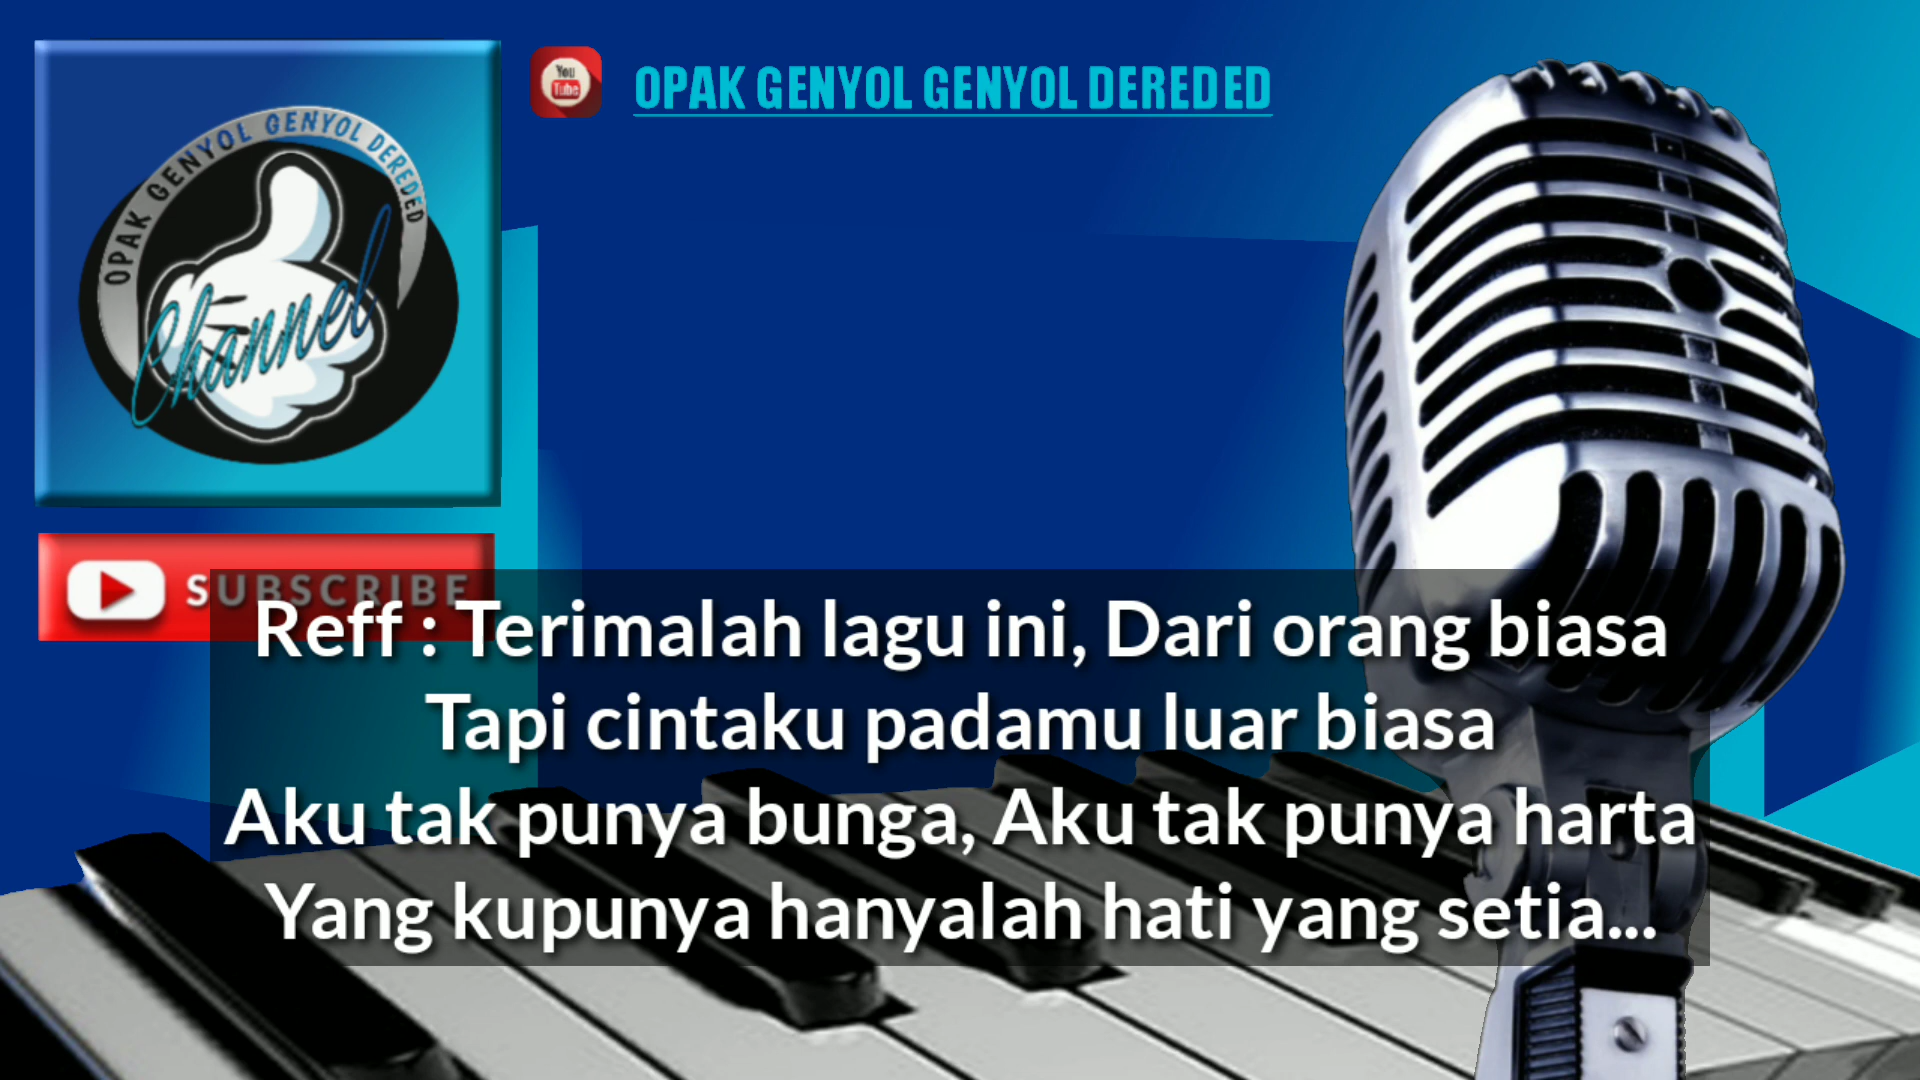 OPAK GENYOL GENYOL DEREDED
Channel
You
Tube
OPAK GENYOL GENYOL DEREDED
SUBSCRIBE
Reff : Terimalah lagu ini, Dari orang biasa
Tapi cintaku padamu luar biasa
Aku tak punya bunga, Aku tak punya harta
Yang kupunya hanyalah hati yang setia...